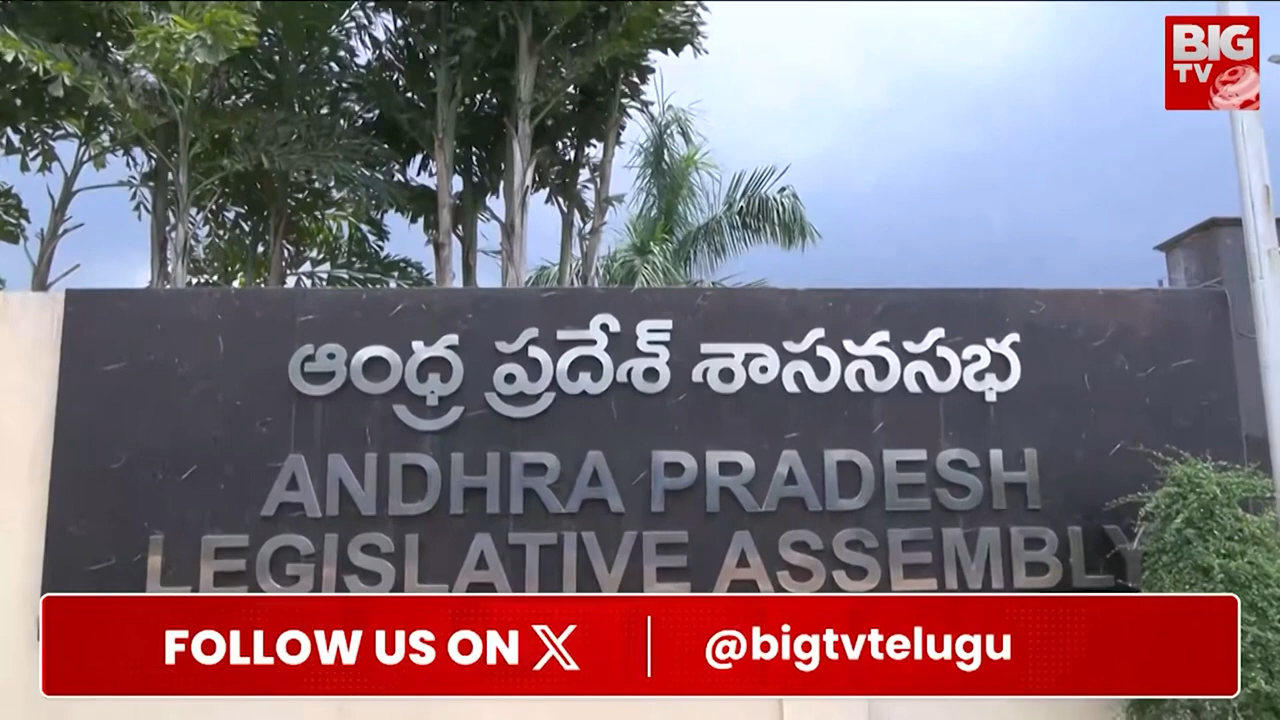 BIG
TV
ఆంధ్ర ప్రదేశ్ శాసనసభ
ANDHRA PRADESH
LEGISLATIVE ASSEMBLY
FOLLOW US ON X | @bigtvtelugu